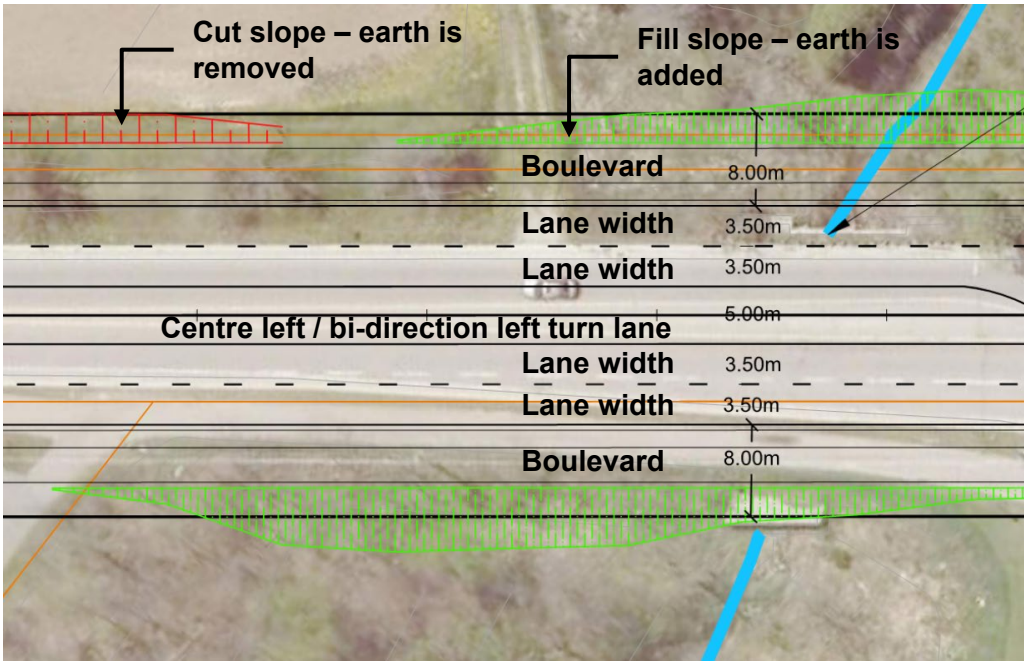 Cut slope – earth is
removed
Fill slope – earth is
added
Boulevard
8.00m
Lane width
3.50m
Lane width
3.50m
5.00m
Centre left / bi-direction left turn lane
Lane width
3.50m
Lane width
3.50m
Boulevard
8.00m